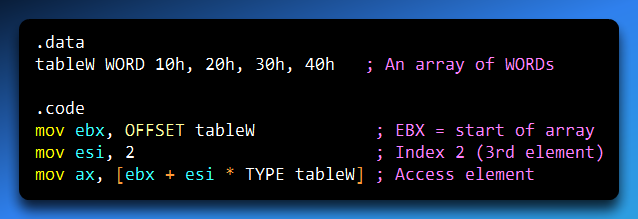 .data
tableW WORD 10h, 20h, 30h, 40h   ; An array of WORDs

.code
mov ebx, OFFSET tableW            ; EBX = start of array
mov esi, 2                        ; Index 2 (3rd element)
mov ax, [ebx + esi * TYPE tableW] ; Access element